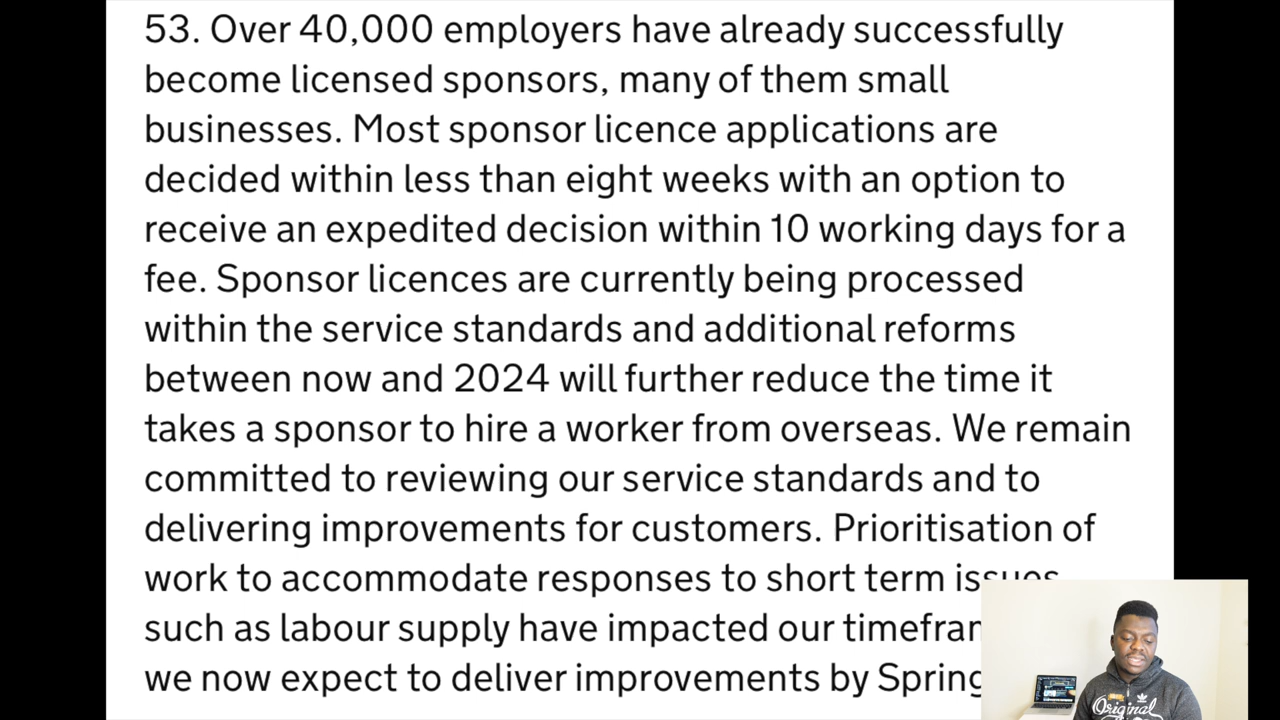 53. Over 40,000 employers have already successfully
become licensed sponsors, many of them small
businesses. Most sponsor licence applications are
decided within less than eight weeks with an option to
receive an expedited decision within 10 working days for a
fee. Sponsor licences are currently being processed
within the service standards and additional reforms
between now and 2024 will further reduce the time it
takes a sponsor to hire a worker from overseas. We remain
committed to reviewing our service standards and to
delivering improvements for customers. Prioritisation of
work to accommodate responses to short term issues
such as labour supply have impacted our
we now expect to deliver improvements by Spring
Original